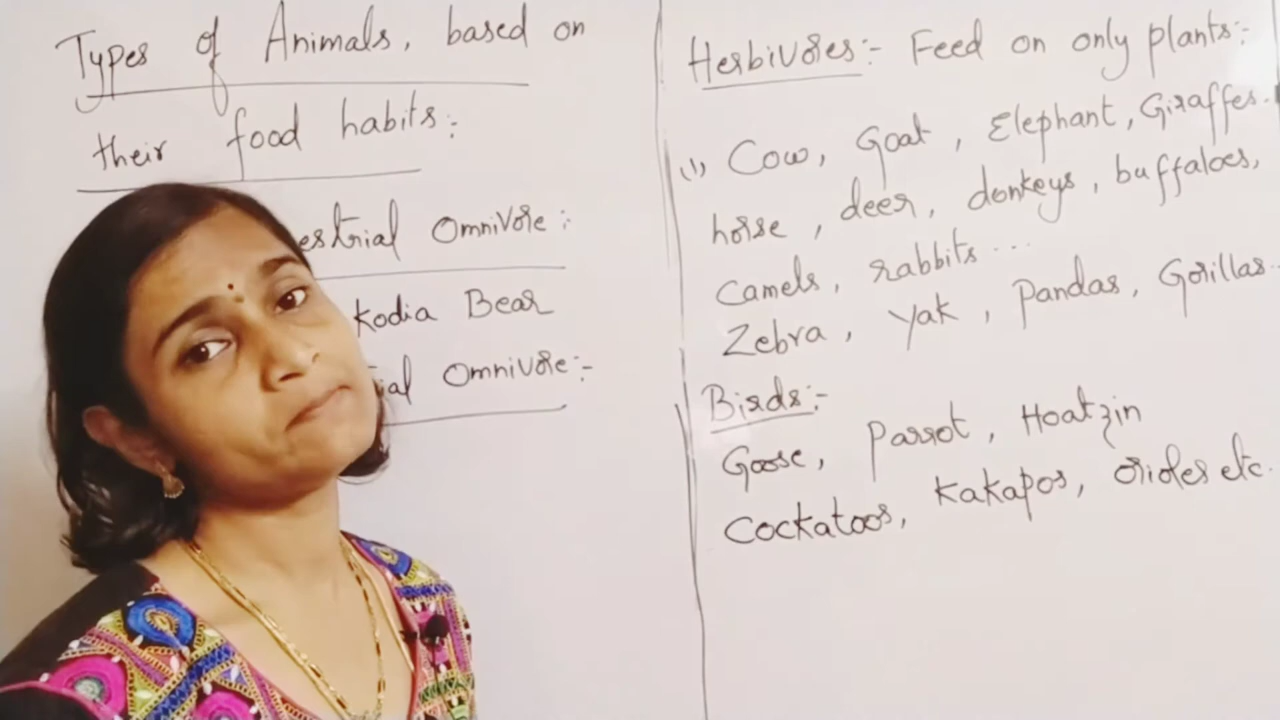 Types of Animals, based on
their food habits:
estrial Omnivore:
kodia Bear
ial Omnivore:-
Herbivores:- Feed on only plants:-
(1) Cow, Goat, Elephant, Giraffes.
horse, deer, donkeys, buffaloes,
Camels, rabbits...
Zebra, Yak, Pandas, Gorillas..
Birds:-
Goose, Parrot, Hoatzin
Cockatoos, Kakapos, orioles etc.